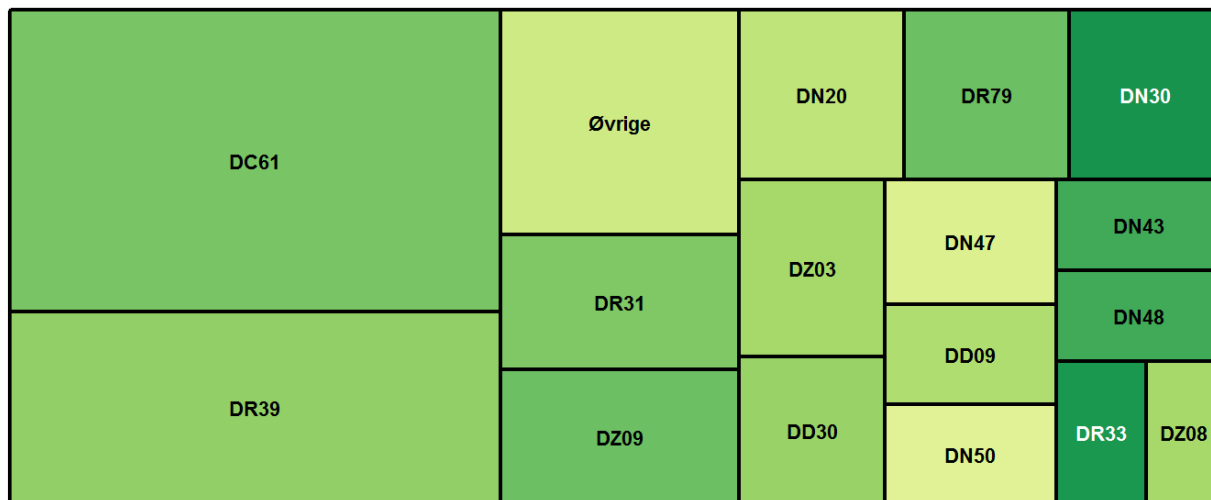 DC61
DR39
Øvrige
DR31
DZ09
DN20
DR79
DN30
DZ03
DD30
DN47
DD09
DN50
DN43
DN48
DR33
DZ08